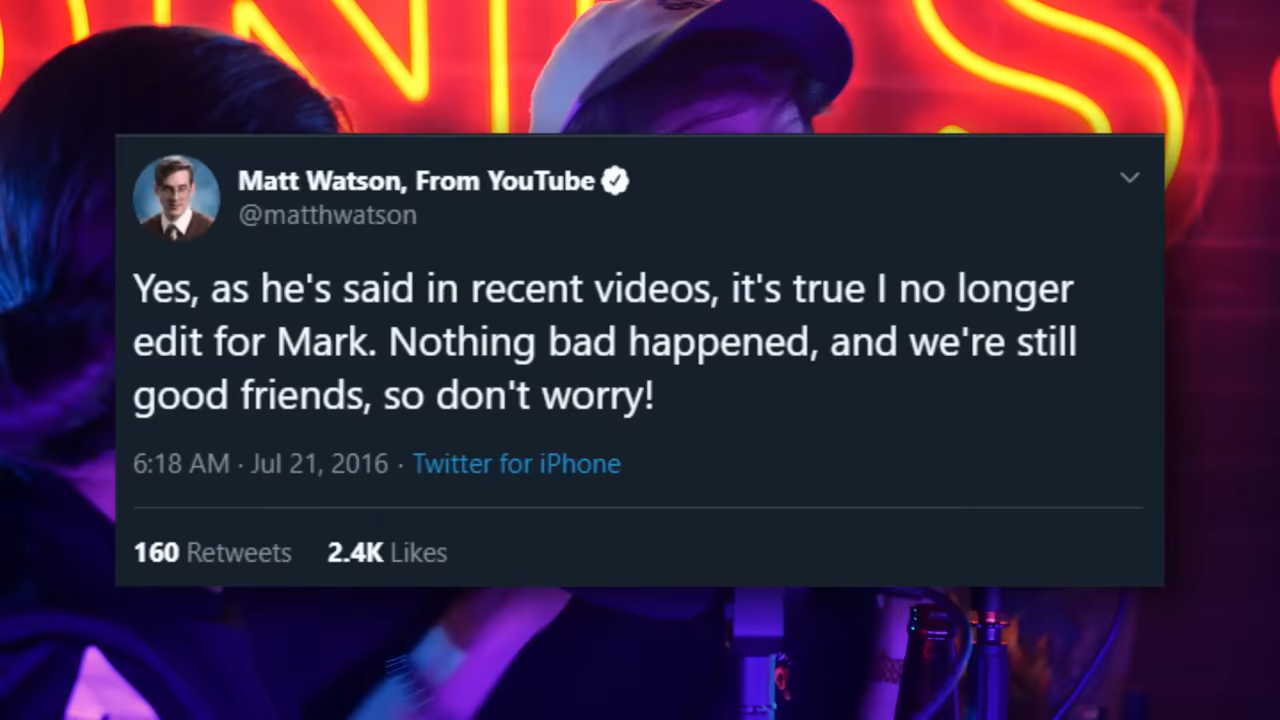 Matt Watson, From YouTube
@matthwatson
Yes, as he's said in recent videos, it's true I no longer
edit for Mark. Nothing bad happened, and we're still
good friends, so don't worry!
6:18 AM · Jul 21, 2016 · Twitter for iPhone
160 Retweets 2.4K Likes